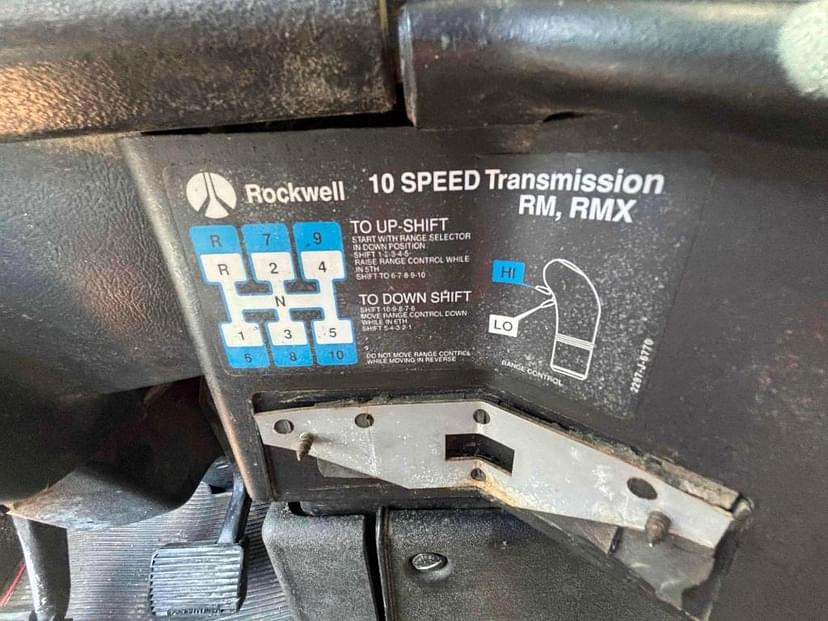 Rockwell
10 SPEED Transmission
RM, RMX
R 7 9
R 2 4
N
1 3 5
6 8 10
TO UP-SHIFT
START WITH RANGE SELECTOR
IN DOWN POSITION
SHIFT 1-2-3-4-5-
RAISE RANGE CONTROL WHILE
IN 5TH
SHIFT TO 6-7-8-9-10
TO DOWN SHIFT
SHIFT 10-9-8-7-6
MOVE RANGE CONTROL DOWN
WHILE IN 6TH
SHIFT 5-4-3-2-1
DO NOT MOVE RANGE CONTROL
WHILE MOVING IN REVERSE
HI
LO
RANGE CONTROL